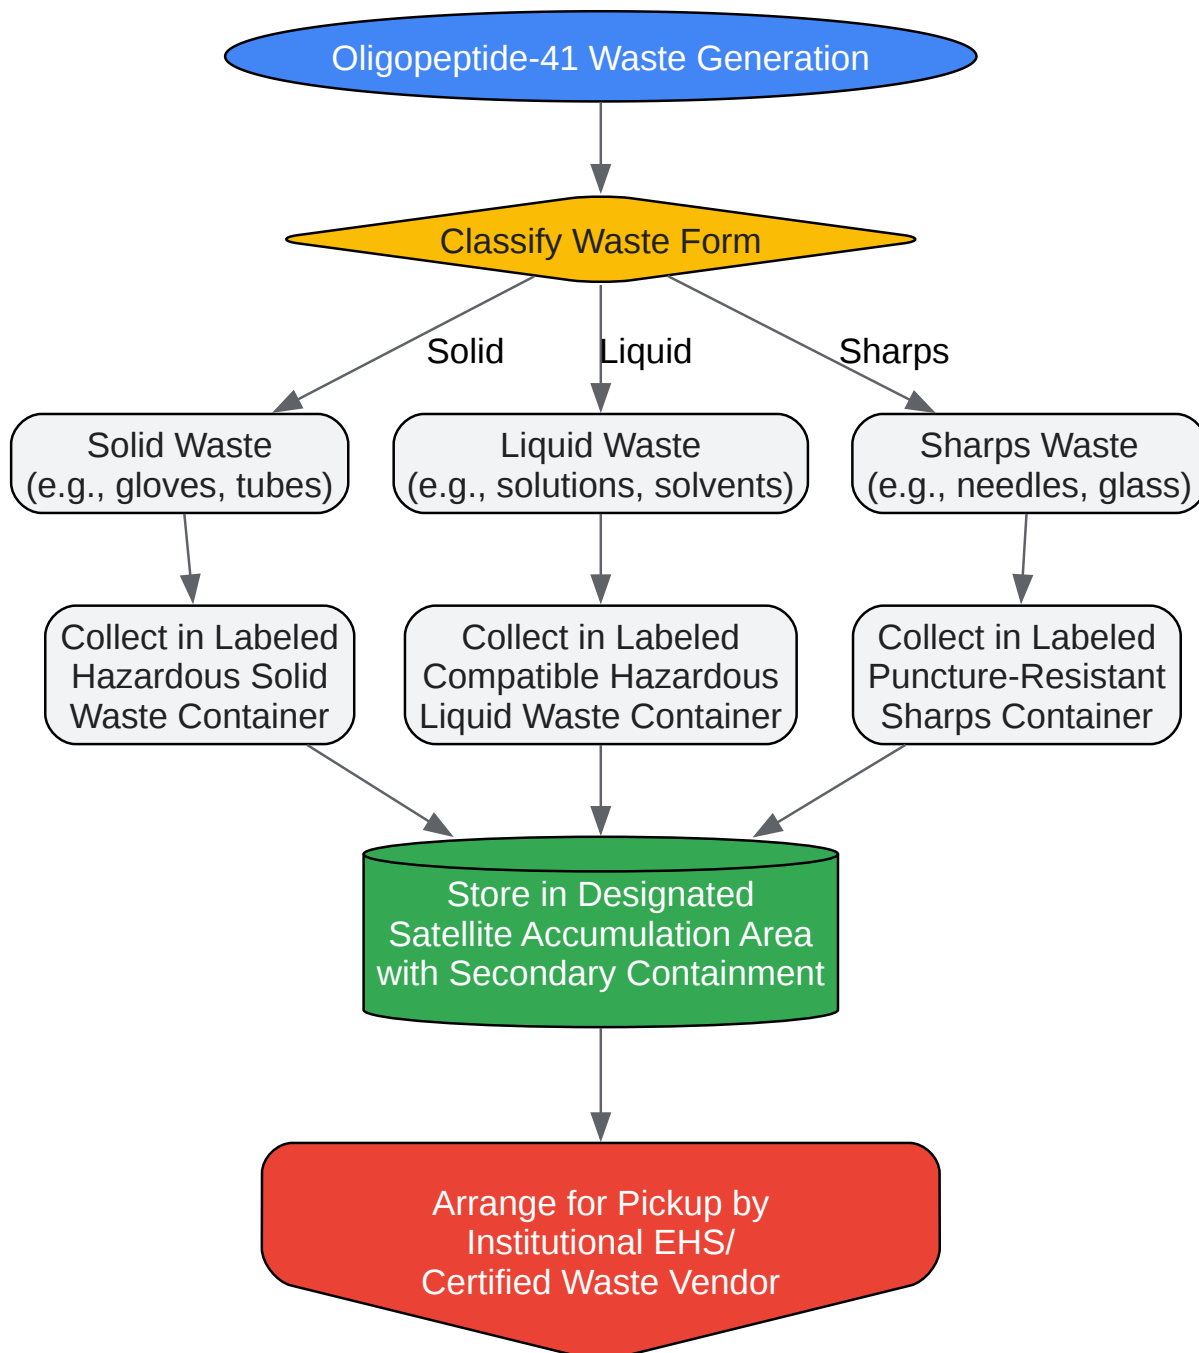 Oligopeptide-41 Waste Generation
Classify Waste Form
Solid
Liquid
Sharps
Solid Waste
(e.g., gloves, tubes)
Liquid Waste
(e.g., solutions, solvents)
Sharps Waste
(e.g., needles, glass)
Collect in Labeled
Hazardous Solid
Waste Container
Collect in Labeled
Compatible Hazardous
Liquid Waste Container
Collect in Labeled
Puncture-Resistant
Sharps Container
Store in Designated
Satellite Accumulation Area
with Secondary Containment
Arrange for Pickup by
Institutional EHS/
Certified Waste Vendor